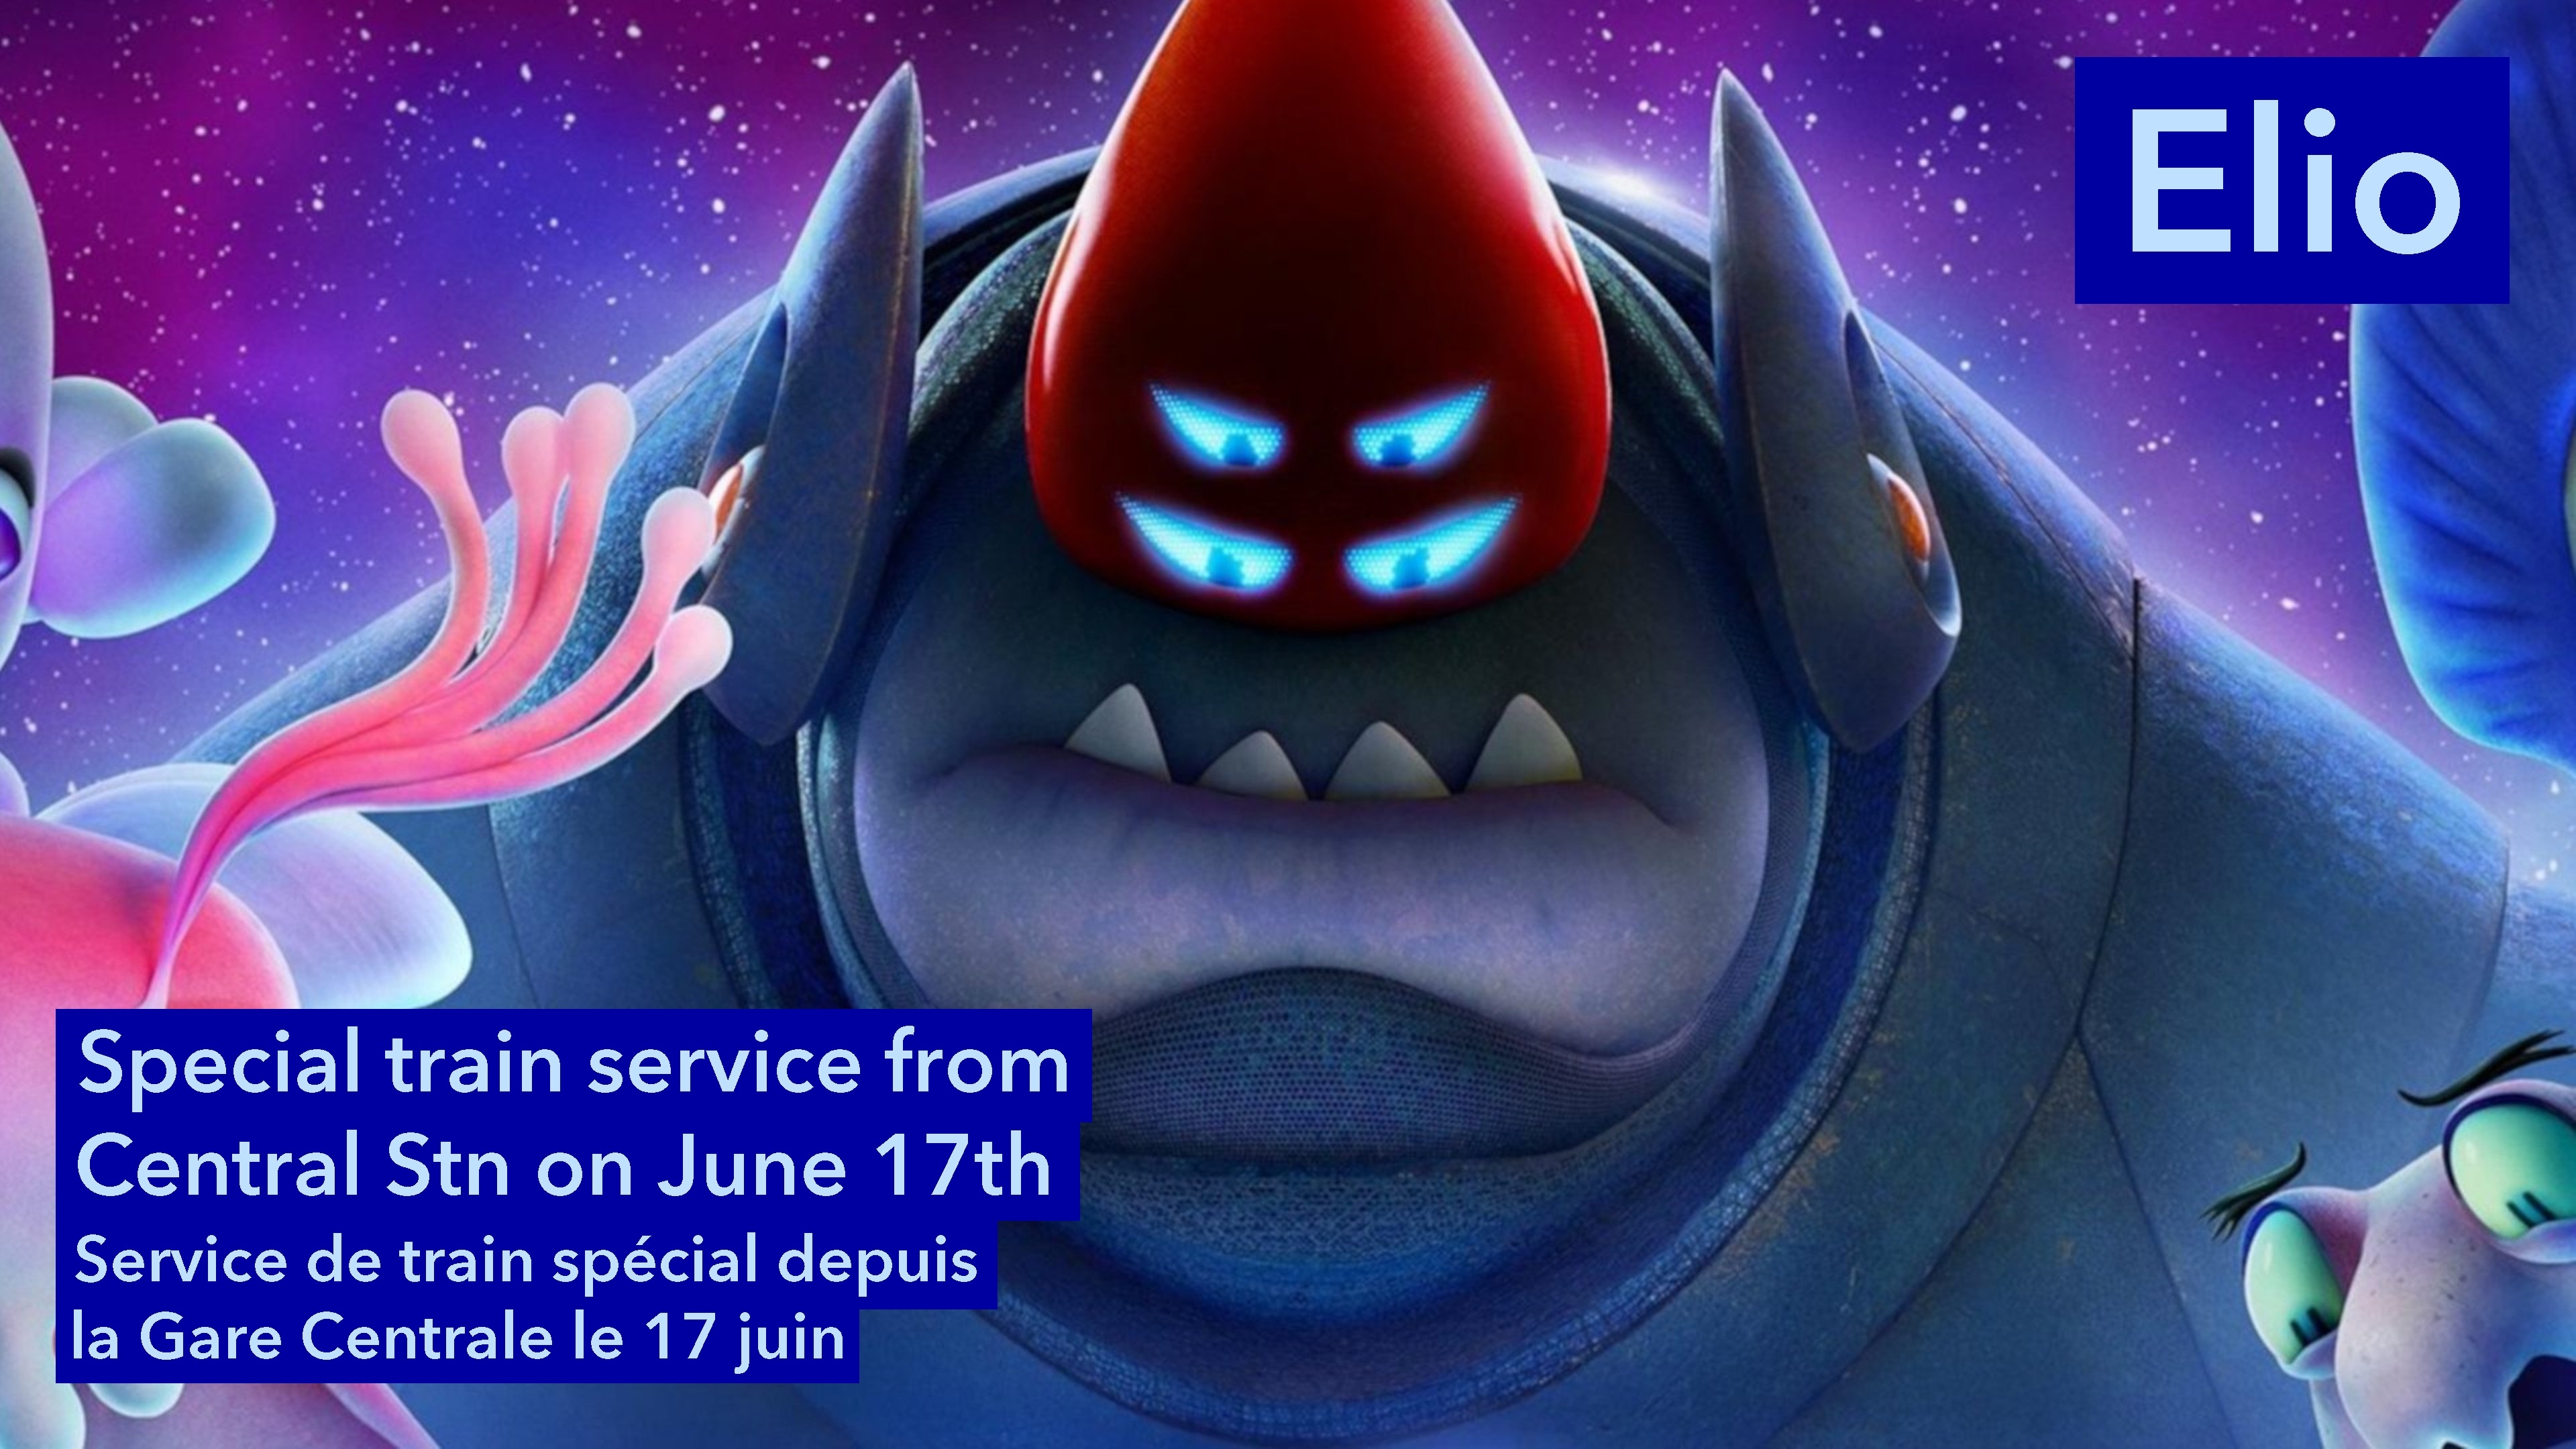 Elio
Special train service from
Central Stn on June 17th
Service de train spécial depuis
la Gare Centrale le 17 juin